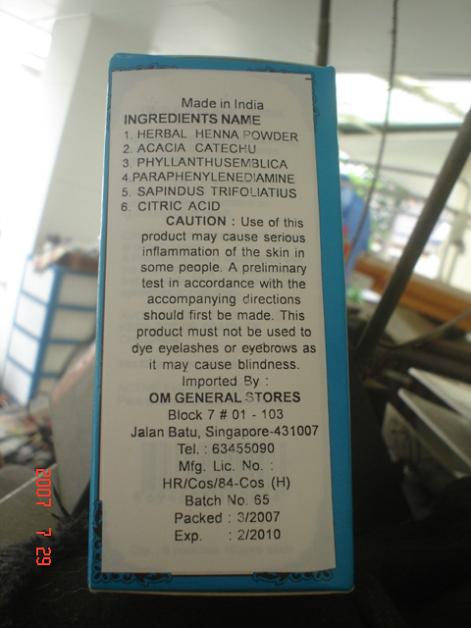 Made in India
INGREDIENTS NAME
1. HERBAL HENNA POWDER
2. ACACIA CATECHU
3. PHYLLANTHUSEMBLICA
4.PARAPHENYLENEDIAMINE
5. SAPINDUS TRIFOLIATIUS
6. CITRIC ACID
CAUTION : Use of this
product may cause serious
inflammation of the skin in
some people. A preliminary
test in accordance with the
accompanying directions
should first be made. This
product must not be used to
dye eyelashes or eyebrows as
it may cause blindness.
Imported By :
OM GENERAL STORES
Block 7 # 01 - 103
Jalan Batu, Singapore-431007
Tel. : 63455090
Mfg. Lic. No. :
HR/Cos/84-Cos (H)
Batch No. 65
Packed : 3/2007
Exp. : 2/2010
2007 7 29